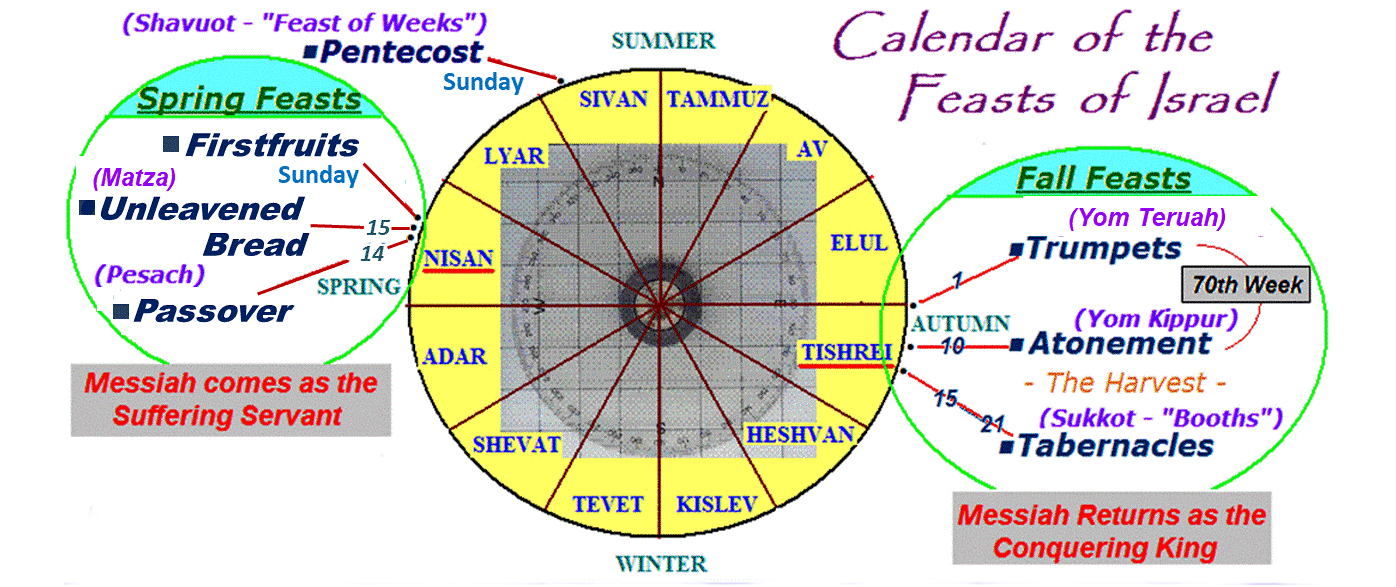 Calendar of the
Feasts of Israel
(Shavuot - "Feast of Weeks")
■Pentecost
Sunday
Spring Feasts
■ Firstfruits
Sunday
(Matza)
■Unleavened
Bread
15
14
(Pesach)
■Passover
SPRING
Messiah comes as the
Suffering Servant
SUMMER
SIVAN
TAMMUZ
LYAR
AV
NISAN
ELUL
ADAR
TISHREI
SHEVAT
HESHVAN
TEVET
KISLEV
WINTER
N
E
S
W
Fall Feasts
(Yom Teruah)
■Trumpets
1
70th Week
AUTUMN
(Yom Kippur)
10
■Atonement
- The Harvest -
15
21
(Sukkot - "Booths")
■Tabernacles
Messiah Returns as the
Conquering King